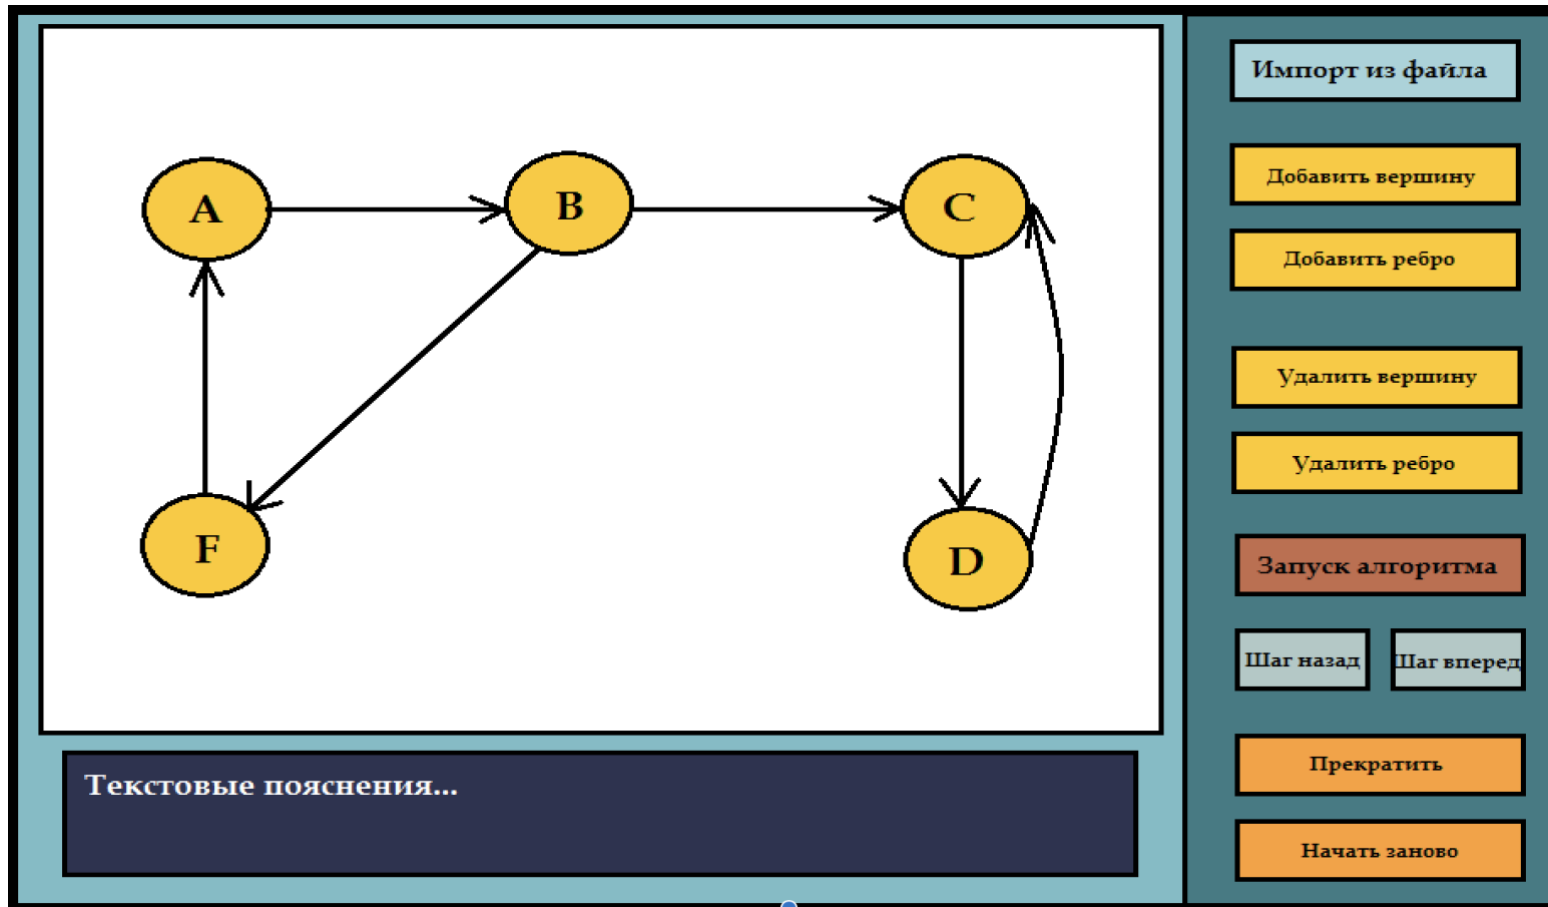 A
B
C
F
D
Текстовые пояснения...
Импорт из файла
Добавить вершину
Добавить ребро
Удалить вершину
Удалить ребро
Запуск алгоритма
Шаг назад
Шаг вперед
Прекратить
Начать заново